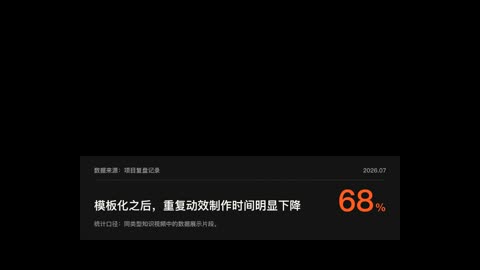 数据来源：项目复盘记录
2026.07
模板化之后，重复动效制作时间明显下降
68%
统计口径：同类型知识视频中的数据展示片段。